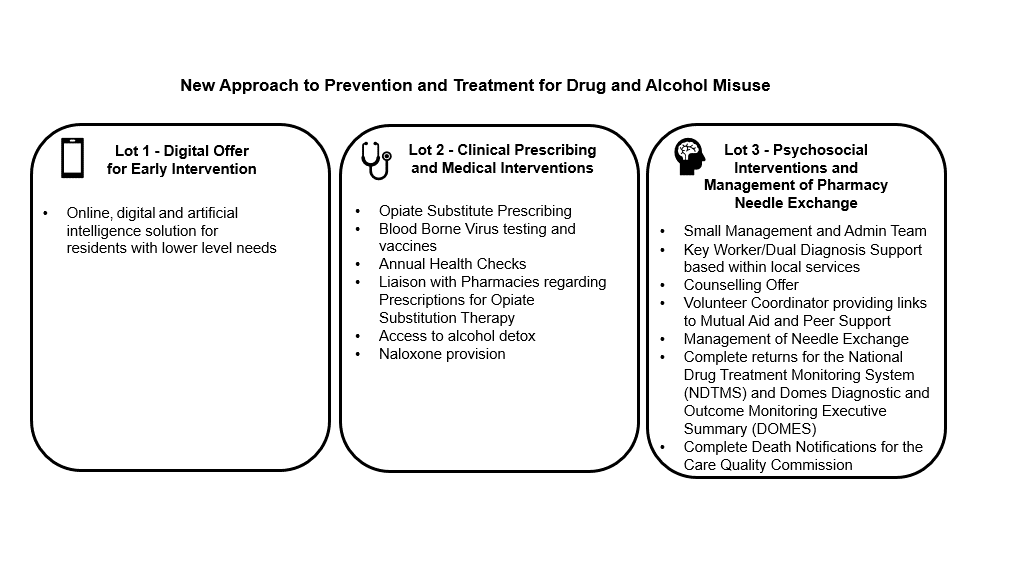 New Approach to Prevention and Treatment for Drug and Alcohol Misuse
Lot 1 - Digital Offer
for Early Intervention
• Online, digital and artificial
intelligence solution for
residents with lower level needs
Lot 2 - Clinical Prescribing
and Medical Interventions
• Opiate Substitute Prescribing
• Blood Borne Virus testing and
vaccines
• Annual Health Checks
• Liaison with Pharmacies regarding
Prescriptions for Opiate
Substitution Therapy
• Access to alcohol detox
• Naloxone provision
Lot 3 - Psychosocial
Interventions and
Management of Pharmacy
Needle Exchange
• Small Management and Admin Team
• Key Worker/Dual Diagnosis Support
based within local services
• Counselling Offer
• Volunteer Coordinator providing links
to Mutual Aid and Peer Support
• Management of Needle Exchange
• Complete returns for the National
Drug Treatment Monitoring System
(NDTMS) and Domes Diagnostic and
Outcome Monitoring Executive
Summary (DOMES)
• Complete Death Notifications for the
Care Quality Commission